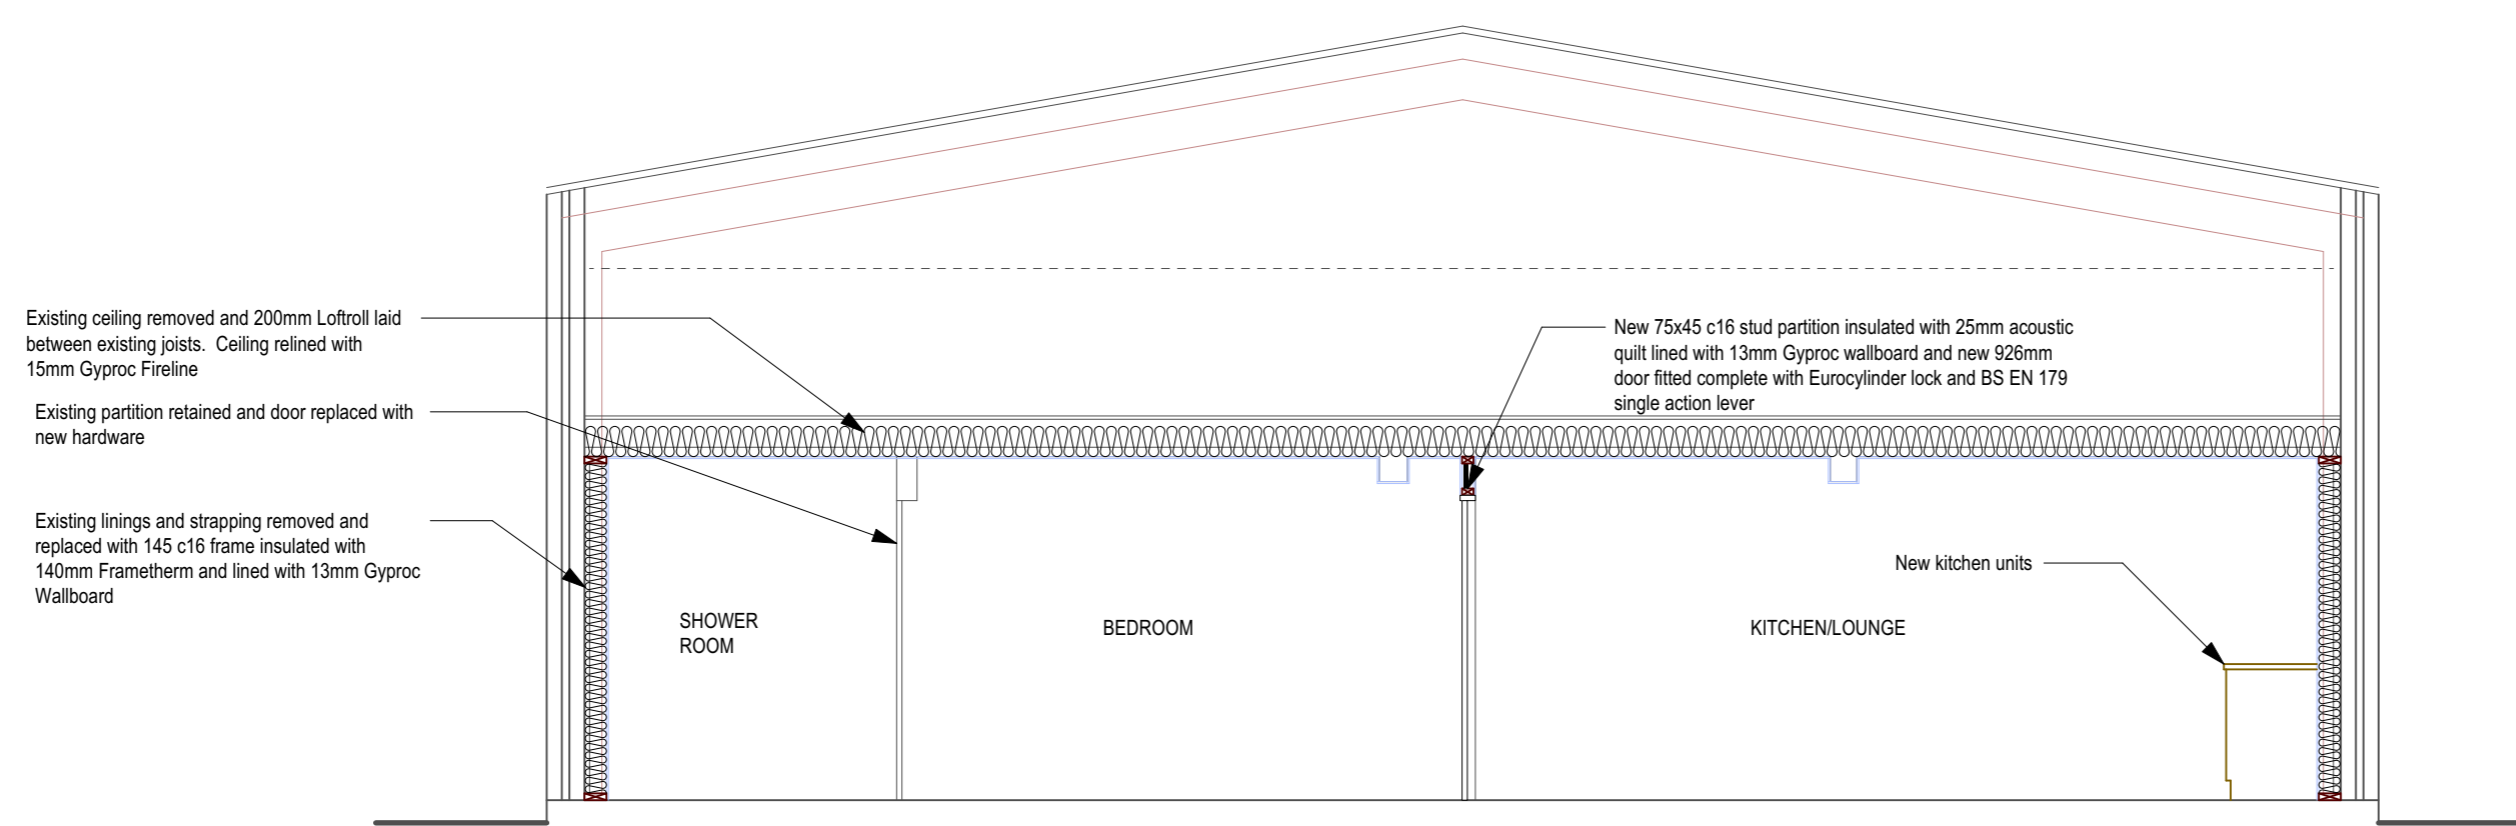 Existing ceiling removed and 200mm Loftroll laid
between existing joists. Ceiling relined with
15mm Gyproc Fireline
Existing partition retained and door replaced with
new hardware
Existing linings and strapping removed and
replaced with 145 c16 frame insulated with
140mm Frametherm and lined with 13mm Gyproc
Wallboard
New 75x45 c16 stud partition insulated with 25mm acoustic
quilt lined with 13mm Gyproc wallboard and new 926mm
door fitted complete with Eurocylinder lock and BS EN 179
single action lever
New kitchen units
SHOWER
ROOM
BEDROOM
KITCHEN/LOUNGE